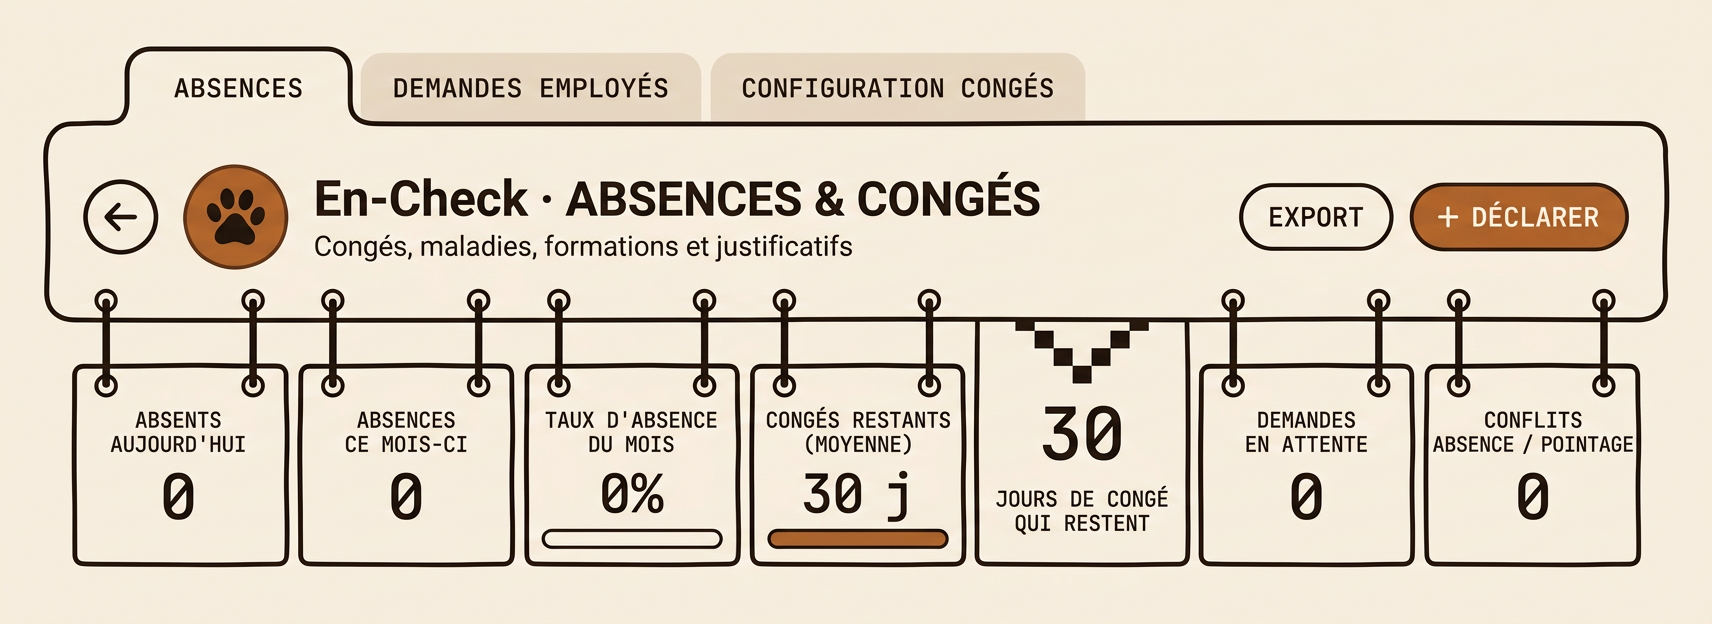 ABSENCES
DEMANDES EMPLOYÉS
CONFIGURATION CONGÉS
En-Check · ABSENCES & CONGÉS
Congés, maladies, formations et justificatifs
EXPORT
+ DÉCLARER
ABSENTS
AUJOURD'HUI
0
ABSENCES
CE MOIS-CI
0
TAUX D'ABSENCE
DU MOIS
0%
CONGÉS RESTANTS
(MOYENNE)
30 j
30
JOURS DE CONGÉ
QUI RESTENT
DEMANDES
EN ATTENTE
0
CONFLITS
ABSENCE / POINTAGE
0